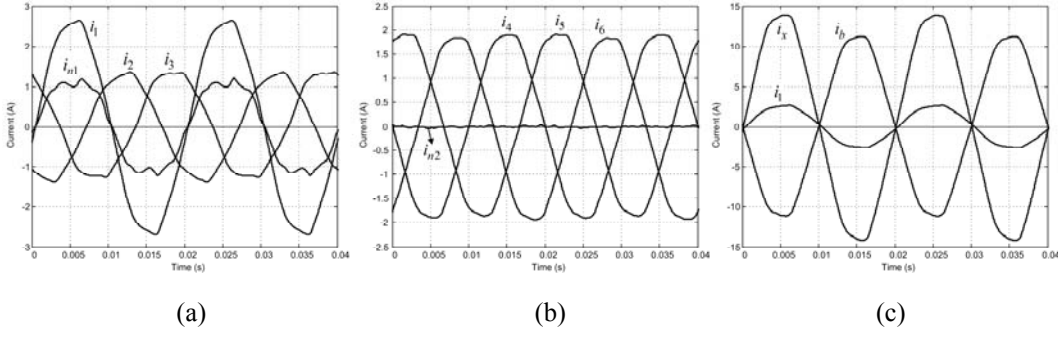 3
2
1
0
-1
-2
3
Current (A)
i1
in1
i2
i3
0 0.005 0.01 0.015 0.02 0.025 0.03 0.035 0.04
Time (s)
(a)
2.5
2
1.5
1
0.5
0
-0.5
-1
-1.5
-2
2.5
Current (A)
i4
i5
i6
in2
0 0.005 0.01 0.015 0.02 0.025 0.03 0.035 0.04
Time (s)
(b)
15
10
5
0
-5
-10
-15
Current (A)
ix
ib
i1
0 0.005 0.01 0.015 0.02 0.025 0.03 0.035 0.04
Time (s)
(c)